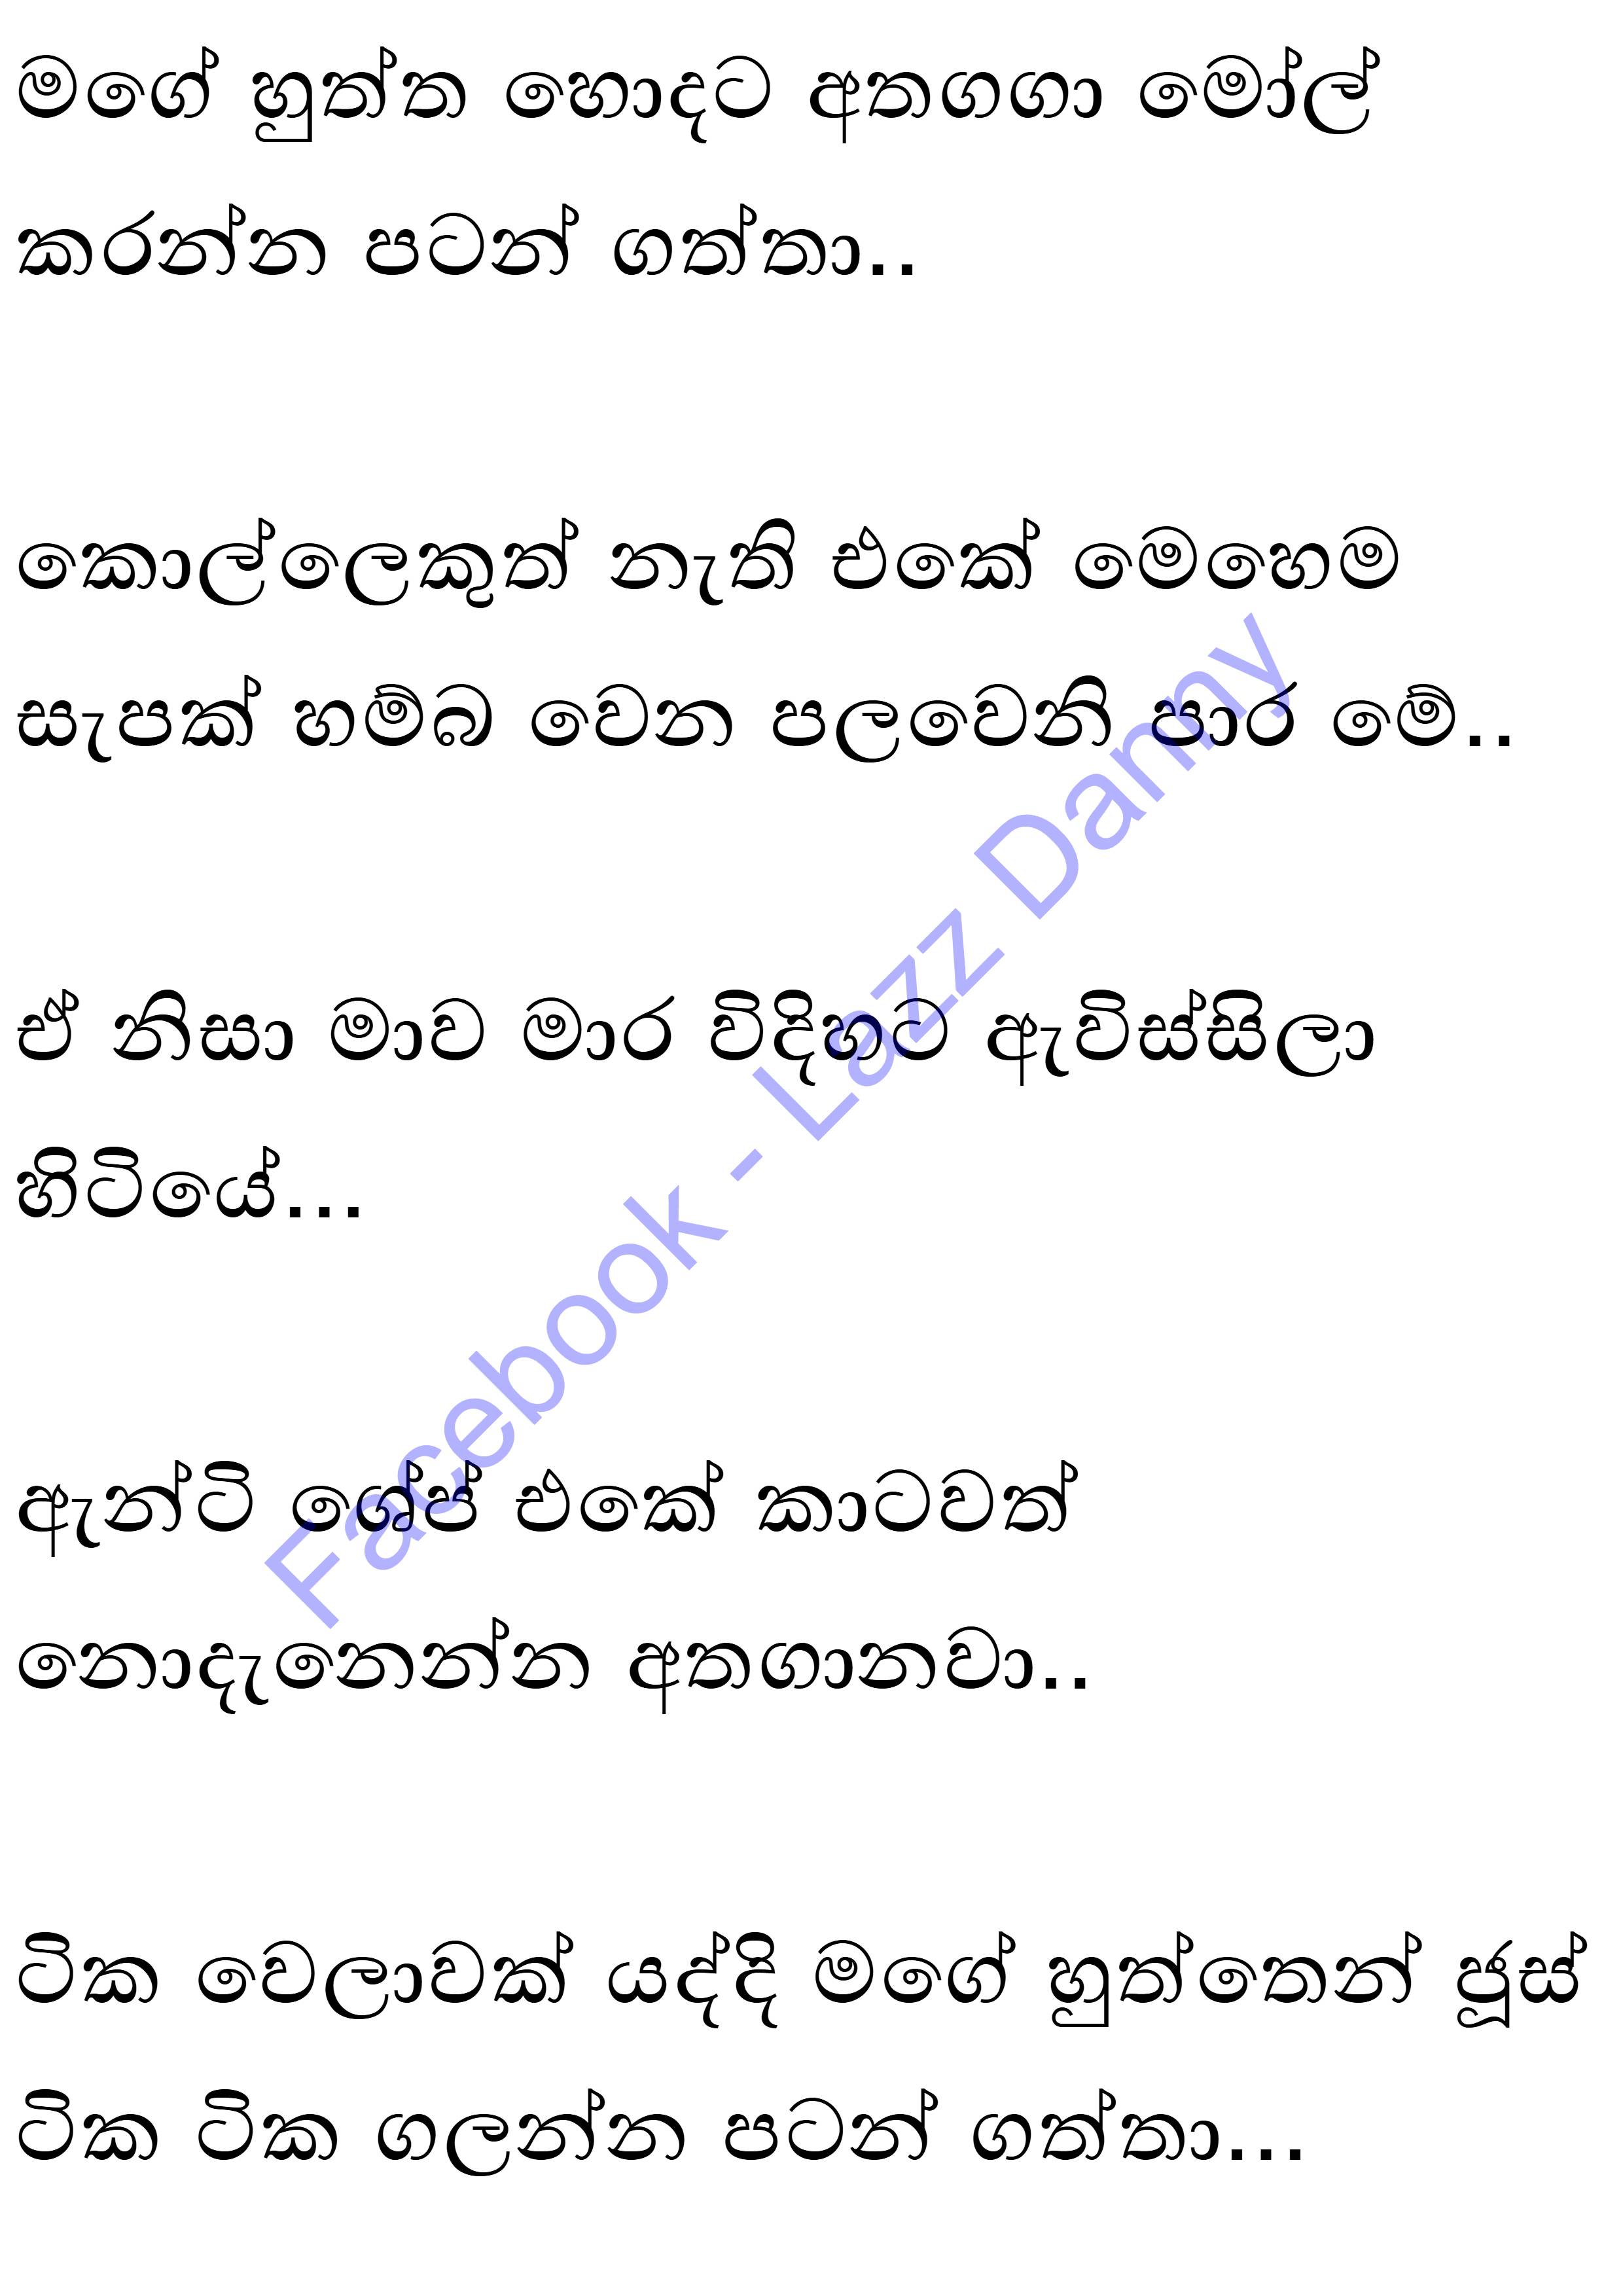 මගේ හුත්ත හොදට අතගගා මෝල්
කරන්න පටන් ගත්තා..
කොල්ලෙකුත් නැති එකේ මෙහෙම
සැපක් හම්බ වෙන පලවෙනි පාර මේ..
ඒ නිසා මාව මාර විදිහට ඇවිස්සිලා
හිටියේ...
ඇන්ටි ශේප් එකේ කාටවත්
නොදැනෙන්න අතගානවා..
ටික වෙලාවක් යද්දි මගේ හුත්තෙන් ජූස්
ටික ටික ගලන්න පටන් ගත්තා...
Facebook - Lazz Danny